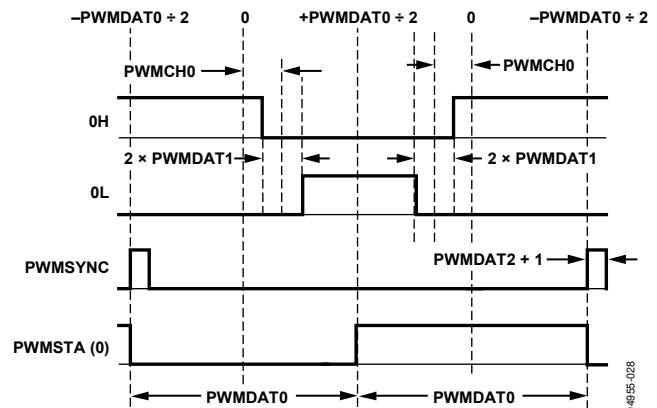 –PWMDAT0 ÷ 2 0 +PWMDAT0 ÷ 2 0 –PWMDAT0 ÷ 2
PWMCH0 PWMCH0
0H
2 × PWMDAT1 2 × PWMDAT1
0L
PWMSYNC PWMDAT2 + 1
PWMSTA (0)
PWMDAT0 PWMDAT0
04955-028